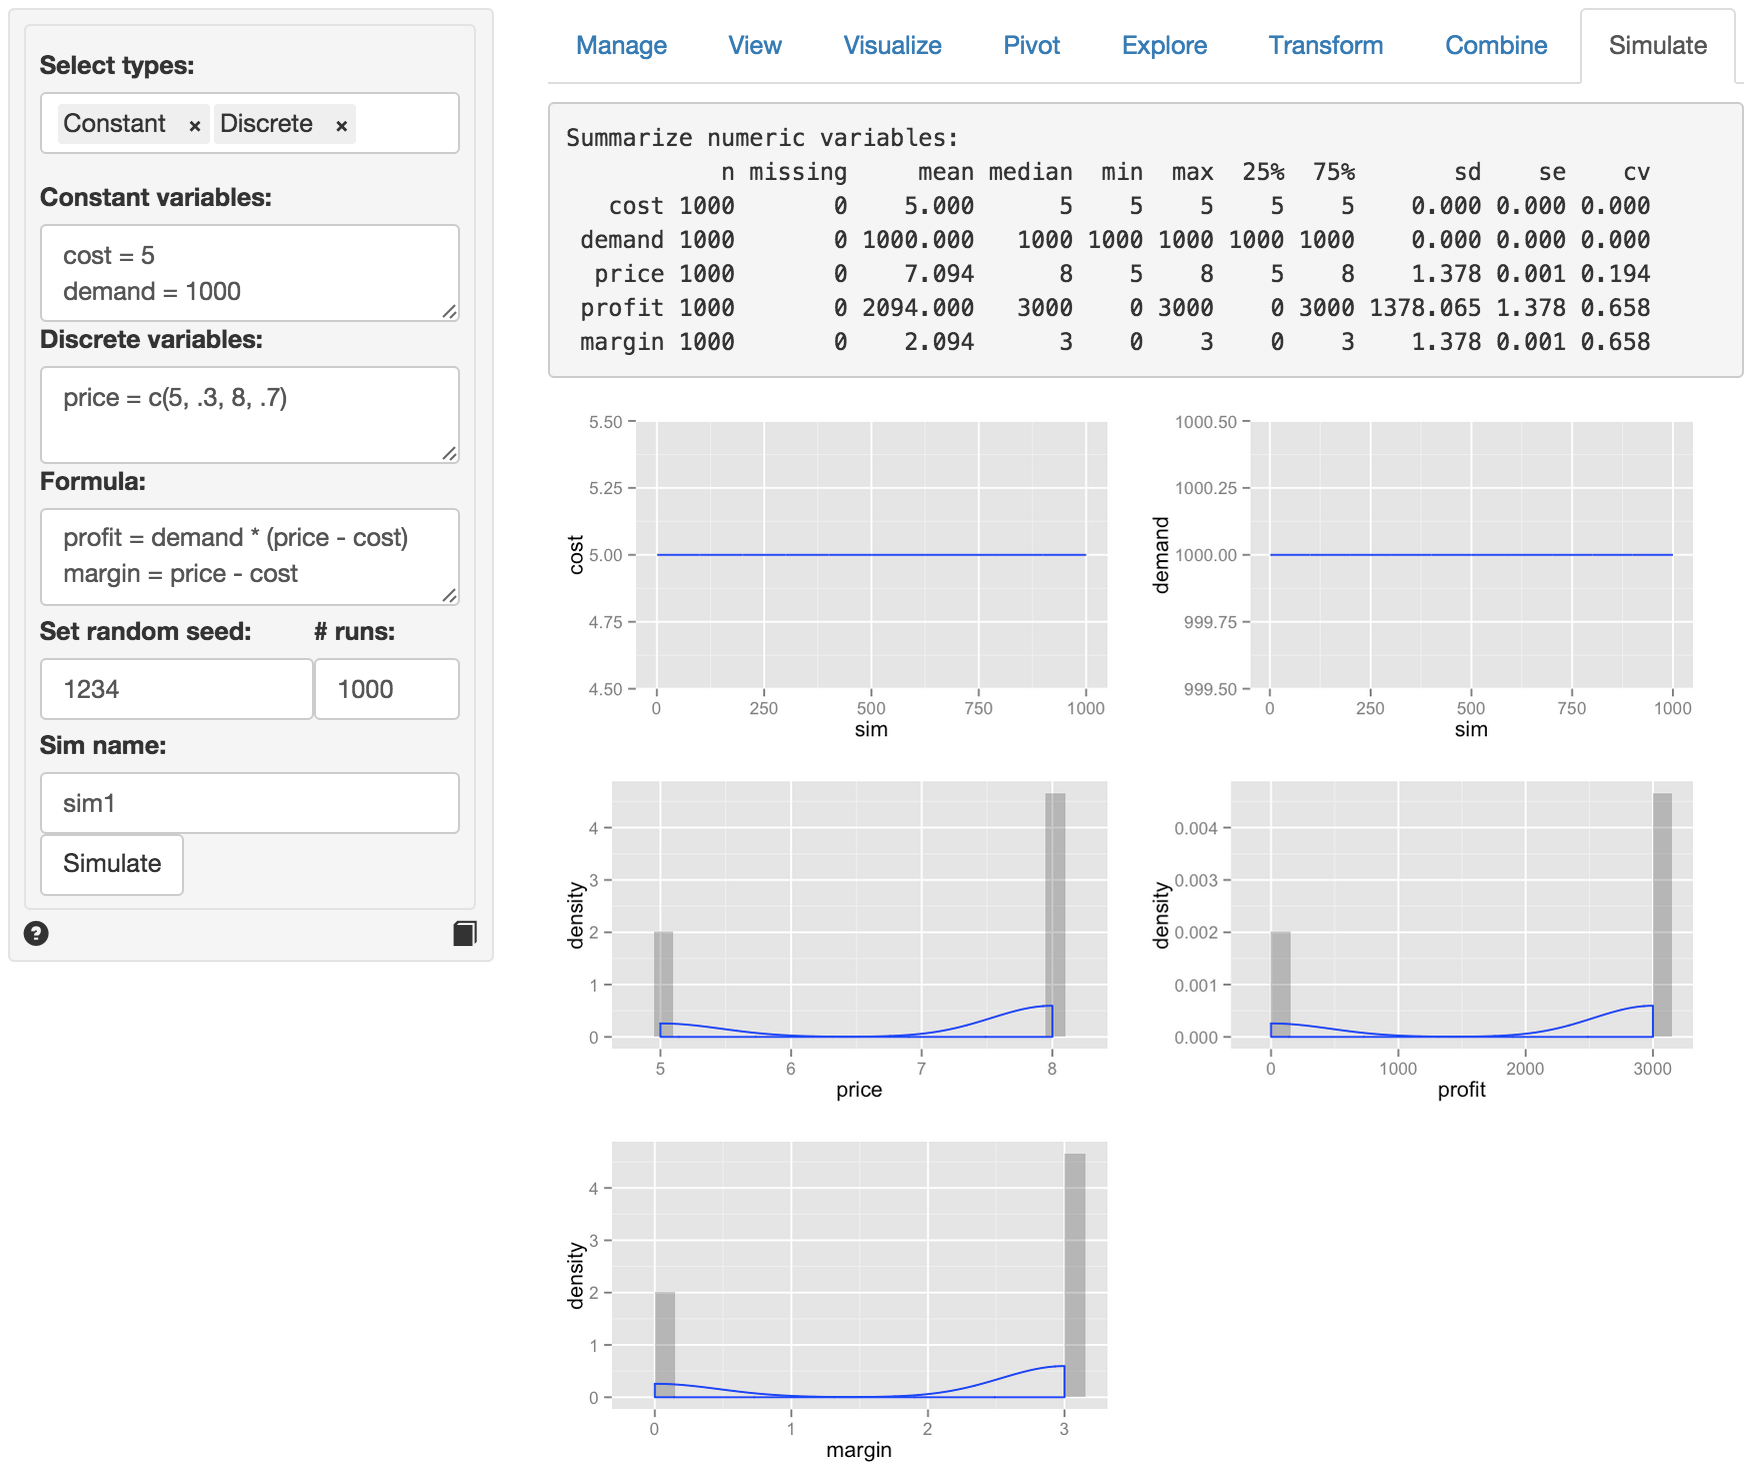 Select types:
Constant × Discrete ×
Constant variables:
cost = 5
demand = 1000
Discrete variables:
price = c(5, .3, 8, .7)
Formula:
profit = demand * (price - cost)
margin = price - cost
Set random seed: # runs:
1234 1000
Sim name:
sim1
Simulate
?
Manage View Visualize Pivot Explore Transform Combine Simulate
Summarize numeric variables:
n missing mean median min max 25% 75% sd se cv
cost 1000 0 5.000 5 5 5 5 5 0.000 0.000 0.000
demand 1000 0 1000.000 1000 1000 1000 1000 1000 0.000 0.000 0.000
price 1000 0 7.094 8 5 8 5 8 1.378 0.001 0.194
profit 1000 0 2094.000 3000 0 3000 0 3000 1378.065 1.378 0.658
margin 1000 0 2.094 3 0 3 0 3 1.378 0.001 0.658
5.50
5.25
5.00
4.75
4.50
cost
0 250 500 750 1000
sim
1000.50
1000.25
1000.00
999.75
999.50
demand
0 250 500 750 1000
sim
4
3
2
1
0
density
5 6 7 8
price
0.004
0.003
0.002
0.001
0.000
density
0 1000 2000 3000
profit
4
3
2
1
0
density
0 1 2 3
margin